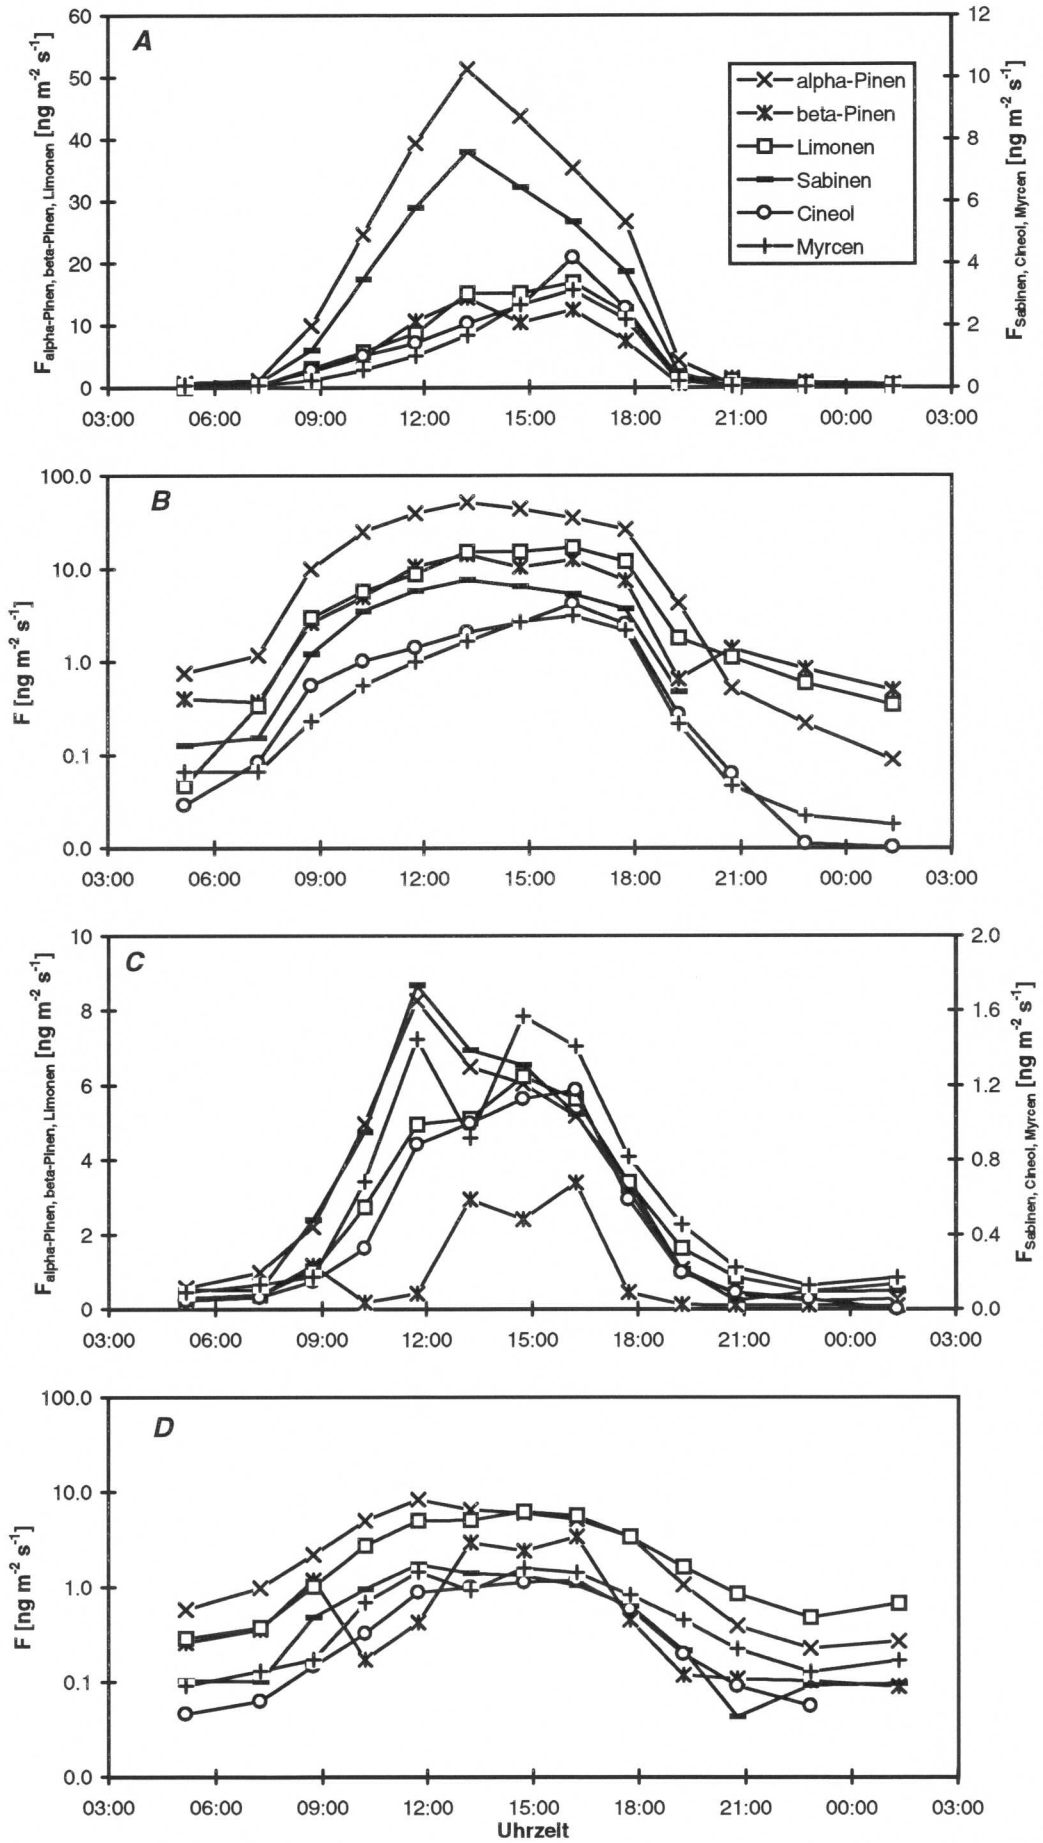 A
F alpha-Pinen, beta-Pinen, Limonen [ng m-2 s-1]
60
50
40
30
20
10
0
12
10
8
6
4
2
0
F Sabinen, Cineol, Myrcen [ng m-2 s-1]
alpha-Pinen
beta-Pinen
Limonen
Sabinen
Cineol
Myrcen
03:00 06:00 09:00 12:00 15:00 18:00 21:00 00:00 03:00
B
F [ng m-2 s-1]
100.0
10.0
1.0
0.1
0.0
03:00 06:00 09:00 12:00 15:00 18:00 21:00 00:00 03:00
C
F alpha-Pinen, beta-Pinen, Limonen [ng m-2 s-1]
10
8
6
4
2
0
2.0
1.6
1.2
0.8
0.4
0.0
F Sabinen, Cineol, Myrcen [ng m-2 s-1]
03:00 06:00 09:00 12:00 15:00 18:00 21:00 00:00 03:00
D
F [ng m-2 s-1]
100.0
10.0
1.0
0.1
0.0
03:00 06:00 09:00 12:00 15:00 18:00 21:00 00:00 03:00
Uhrzeit